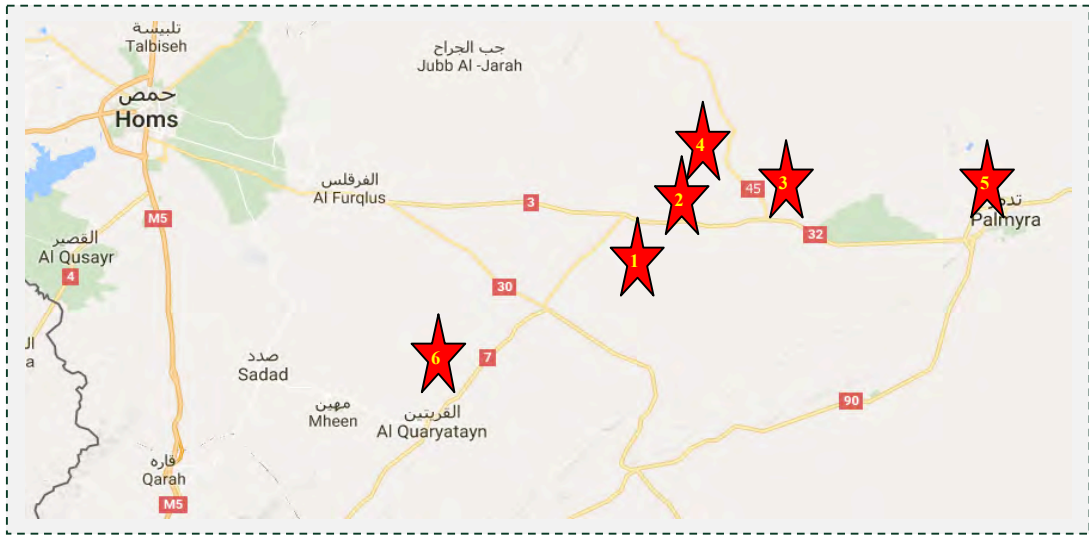 تلبيسة
Talbiseh
جب الجراح
Jubb Al -Jarah
حمص
Homs
4
45
3
5
الفرقلس
Al Furqlus
3
2
تدمر
Palmyra
M5
32
القصير
Al Qusayr
4
1
30
6
7
صدد
Sadad
مهين
Mheen
القريتين
Al Quaryatayn
90
قارة
Qarah
M5